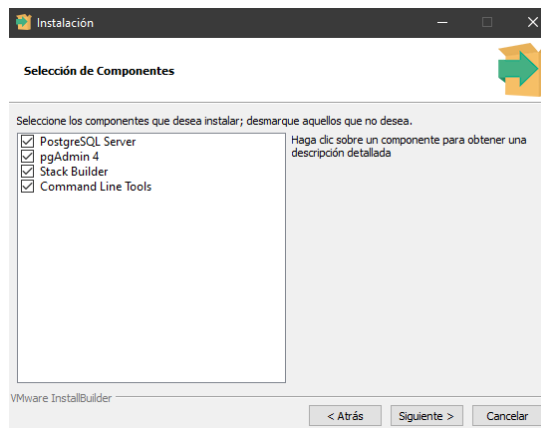 Instalación
Selección de Componentes
Seleccione los componentes que desea instalar; desmarque aquellos que no desea.
PostgreSQL Server
pgAdmin 4
Stack Builder
Command Line Tools
Haga clic sobre un componente para obtener una
descripción detallada
VMware InstallBuilder
< Atrás
Siguiente >
Cancelar